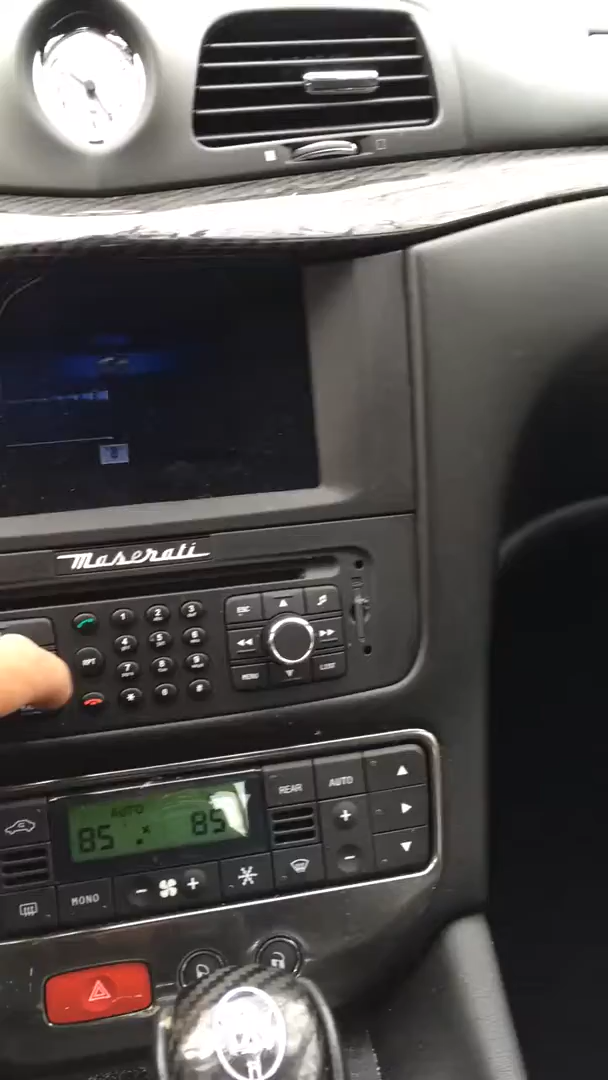 Maserati
1 2 3
4 5 6
RPT
7 8 9
* 0 #
ESC
MENU
LIST
REAR
AUTO
AUTO
85 85
MONO